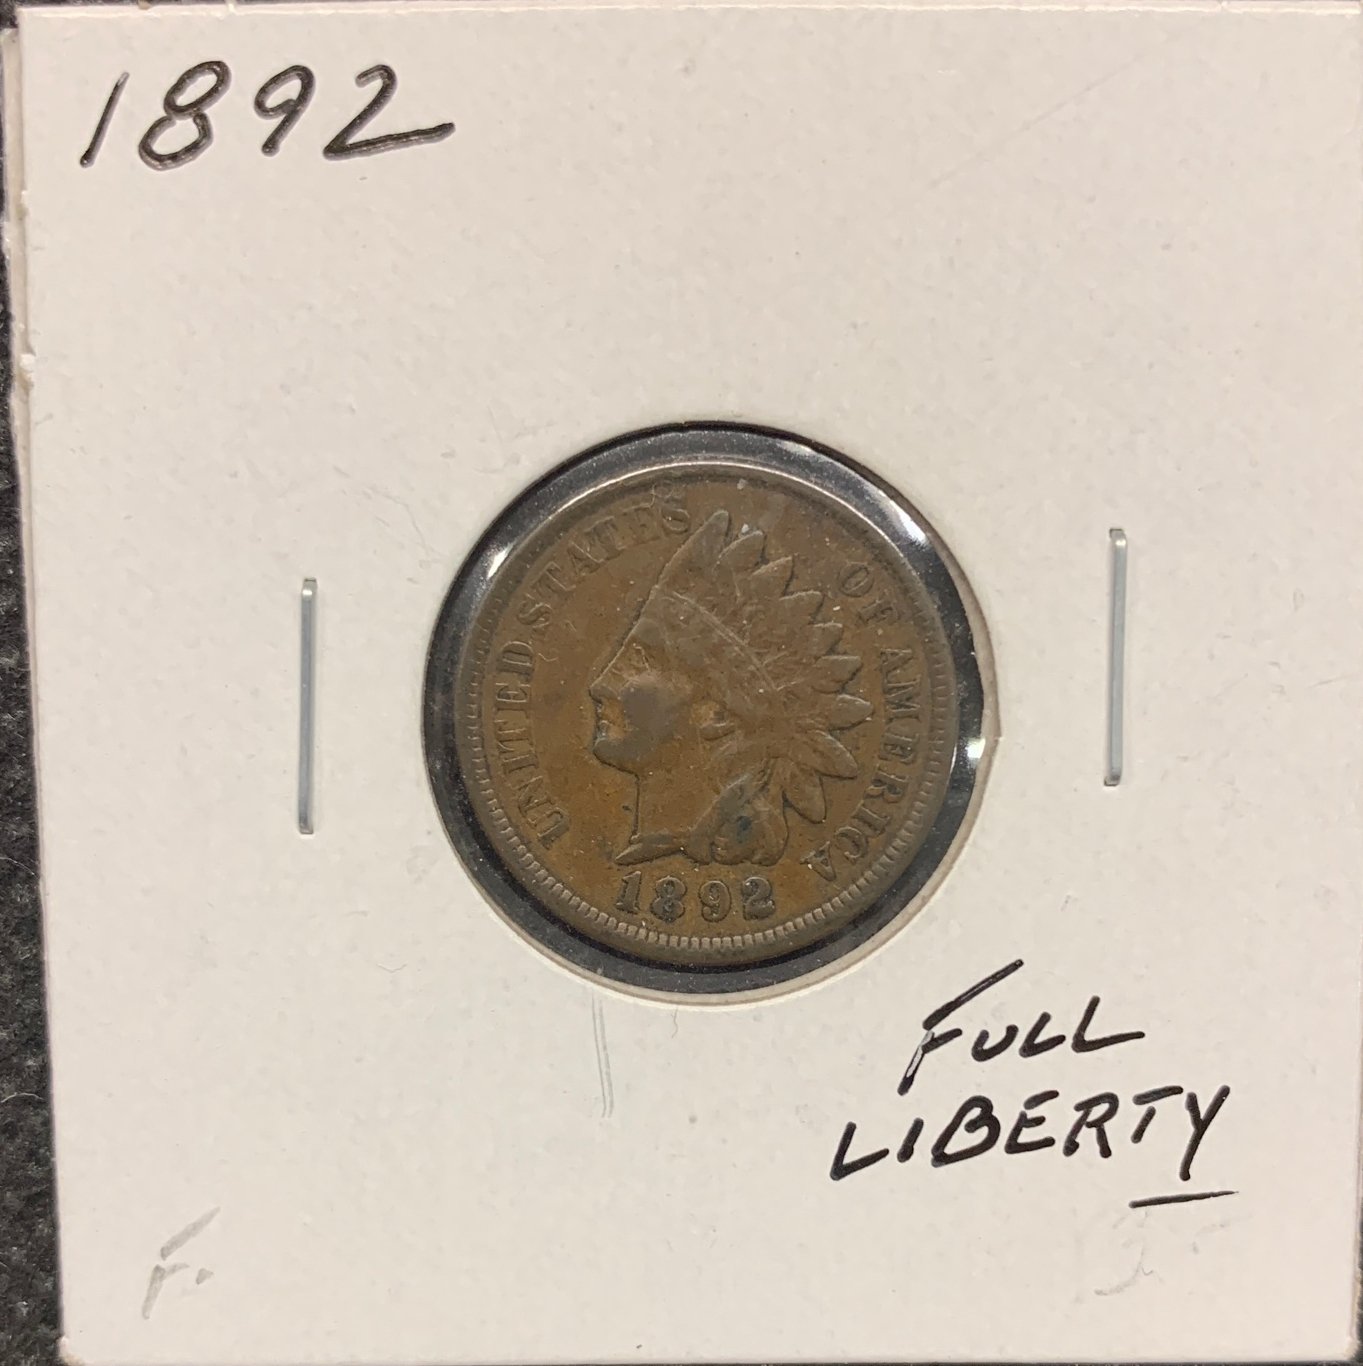 1892
UNITED STATES OF AMERICA
1892
FULL
LIBERTY
F.